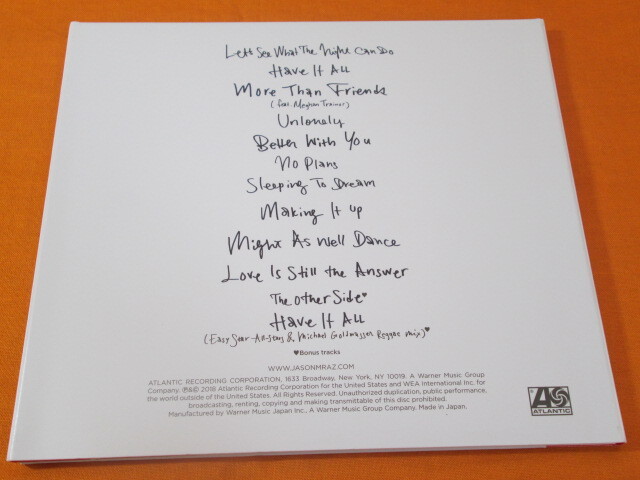 Let's See What The Night Can Do
Have It All
More Than Friends
(feat. Meghan Trainor)
Unlonely
Better With You
No Plans
Sleeping To Dream
Making It Up
Might As Well Dance
Love Is Still the Answer
The Other Side♥
Have It All
(Easy Star All-Stars & Michael Goldwasser Reggae Mix)♥
♥Bonus tracks
WWW.JASONMRAZ.COM
ATLANTIC RECORDING CORPORATION, 1633 Broadway, New York, NY 10019. A Warner Music Group
Company. ℗&© 2018 Atlantic Recording Corporation for the United States and WEA International Inc. for
the world outside of the United States. All Rights Reserved. Unauthorized duplication, public performance,
broadcasting, renting, copying and making transmittable of this disc prohibited.
Manufactured by Warner Music Japan Inc., A Warner Music Group Company. Made in Japan.
ATLANTIC